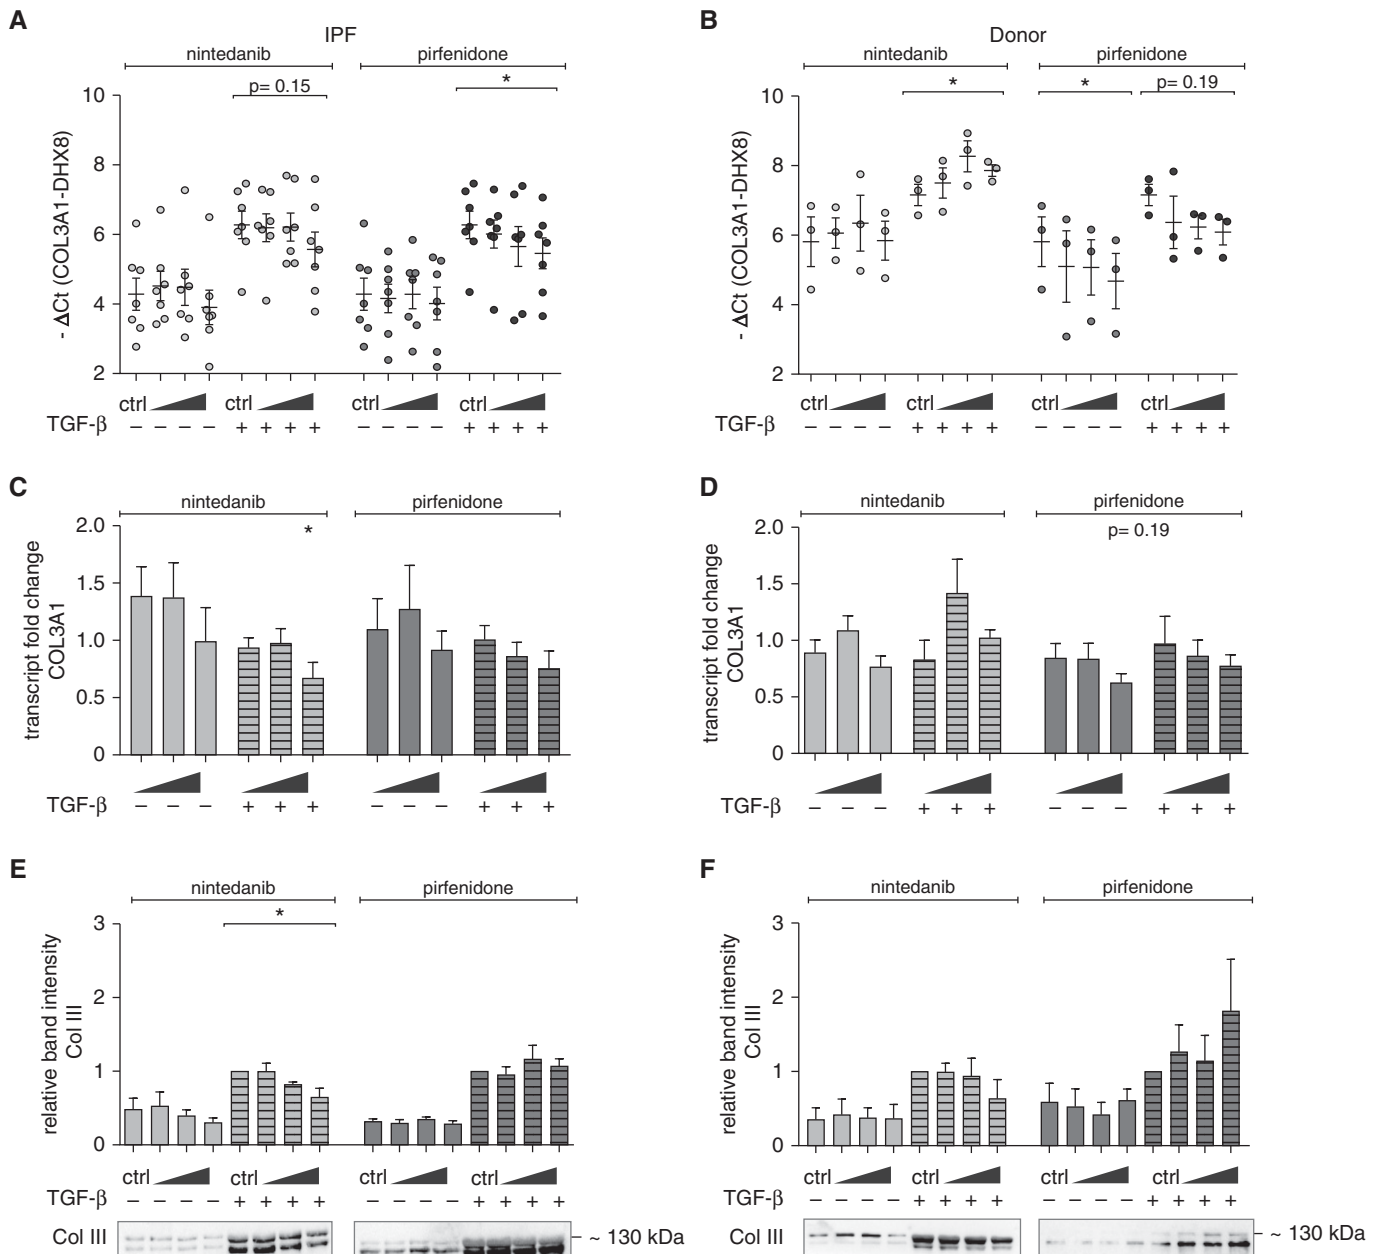 A
IPF
nintedanib
pirfenidone
p= 0.15
*
- ΔCt (COL3A1-DHX8)
10
8
6
4
2
ctrl ctrl ctrl ctrl
TGF-β − − − − + + + + − − − − + + + +
B
Donor
nintedanib
pirfenidone
* * p= 0.19
- ΔCt (COL3A1-DHX8)
10
8
6
4
2
ctrl ctrl ctrl ctrl
TGF-β − − − − + + + + − − − − + + + +
C
nintedanib
pirfenidone
*
transcript fold change
COL3A1
2.0
1.5
1.0
0.5
0
TGF-β − − − + + + − − − + + +
D
nintedanib
pirfenidone
p= 0.19
transcript fold change
COL3A1
2.0
1.5
1.0
0.5
0
TGF-β − − − + + + − − − + + +
E
nintedanib
pirfenidone
*
relative band intensity
Col III
3
2
1
0
ctrl ctrl ctrl ctrl
TGF-β − − − − + + + + − − − − + + + +
Col III
~ 130 kDa
F
nintedanib
pirfenidone
relative band intensity
Col III
3
2
1
0
ctrl ctrl ctrl ctrl
TGF-β − − − − + + + + − − − − + + + +
Col III
~ 130 kDa